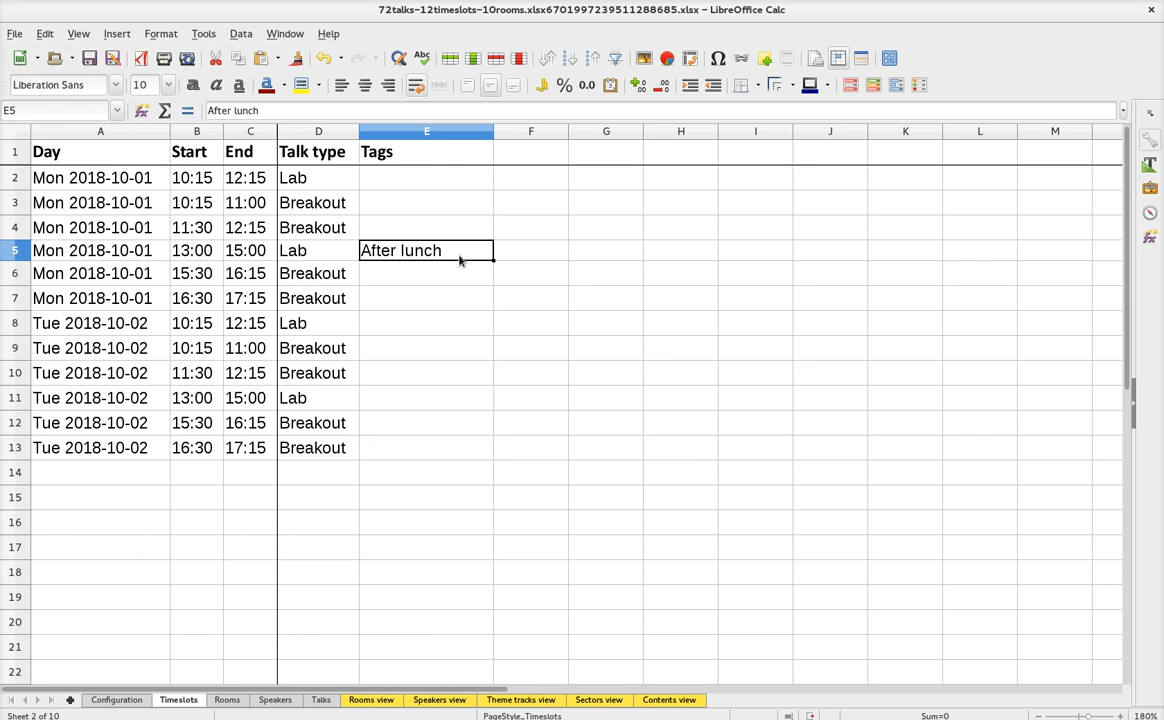 72talks-12timeslots-10rooms.xlsx6701997239511288685.xlsx – LibreOffice Calc
File Edit View Insert Format Tools Data Window Help
Liberation Sans 10
E5 After lunch
A B C D E F G H I J K L M
1 Day Start End Talk type Tags
2 Mon 2018-10-01 10:15 12:15 Lab
3 Mon 2018-10-01 10:15 11:00 Breakout
4 Mon 2018-10-01 11:30 12:15 Breakout
5 Mon 2018-10-01 13:00 15:00 Lab After lunch
6 Mon 2018-10-01 15:30 16:15 Breakout
7 Mon 2018-10-01 16:30 17:15 Breakout
8 Tue 2018-10-02 10:15 12:15 Lab
9 Tue 2018-10-02 10:15 11:00 Breakout
10 Tue 2018-10-02 11:30 12:15 Breakout
11 Tue 2018-10-02 13:00 15:00 Lab
12 Tue 2018-10-02 15:30 16:15 Breakout
13 Tue 2018-10-02 16:30 17:15 Breakout
14
15
16
17
18
19
20
21
22
Configuration Timeslots Rooms Speakers Talks Rooms view Speakers view Theme tracks view Sectors view Contents view
Sheet 2 of 10 PageStyle_Timeslots Sum=0 180%